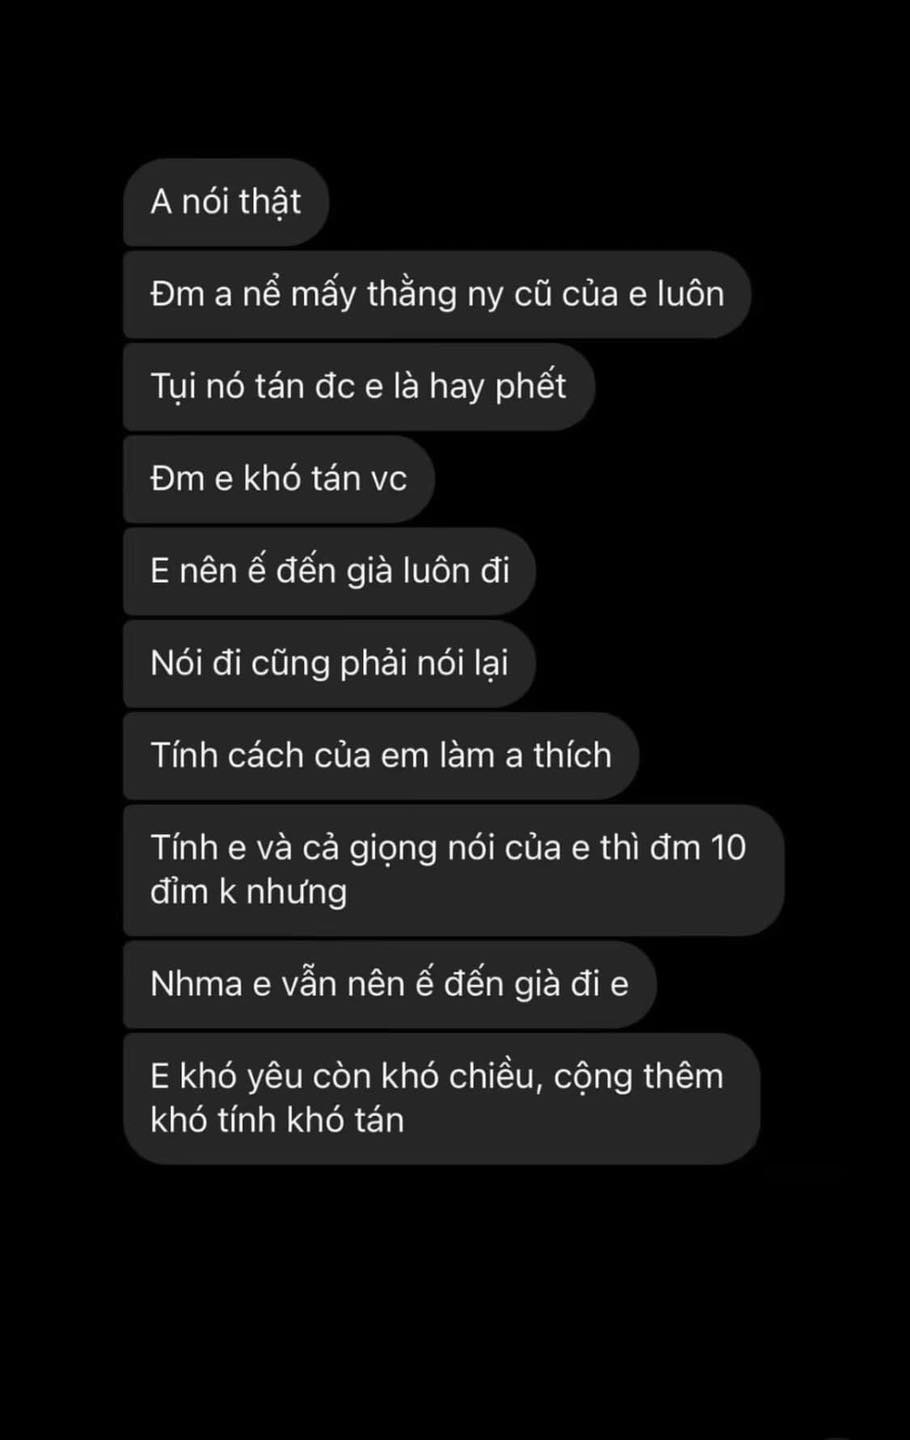 A nói thật
Đm a nể mấy thằng ny cũ của e luôn
Tụi nó tán đc e là hay phết
Đm e khó tán vc
E nên ế đến già luôn đi
Nói đi cũng phải nói lại
Tính cách của em làm a thích
Tính e và cả giọng nói của e thì đm 10
đỉm k nhưng
Nhma e vẫn nên ế đến già đi e
E khó yêu còn khó chiều, cộng thêm
khó tính khó tán